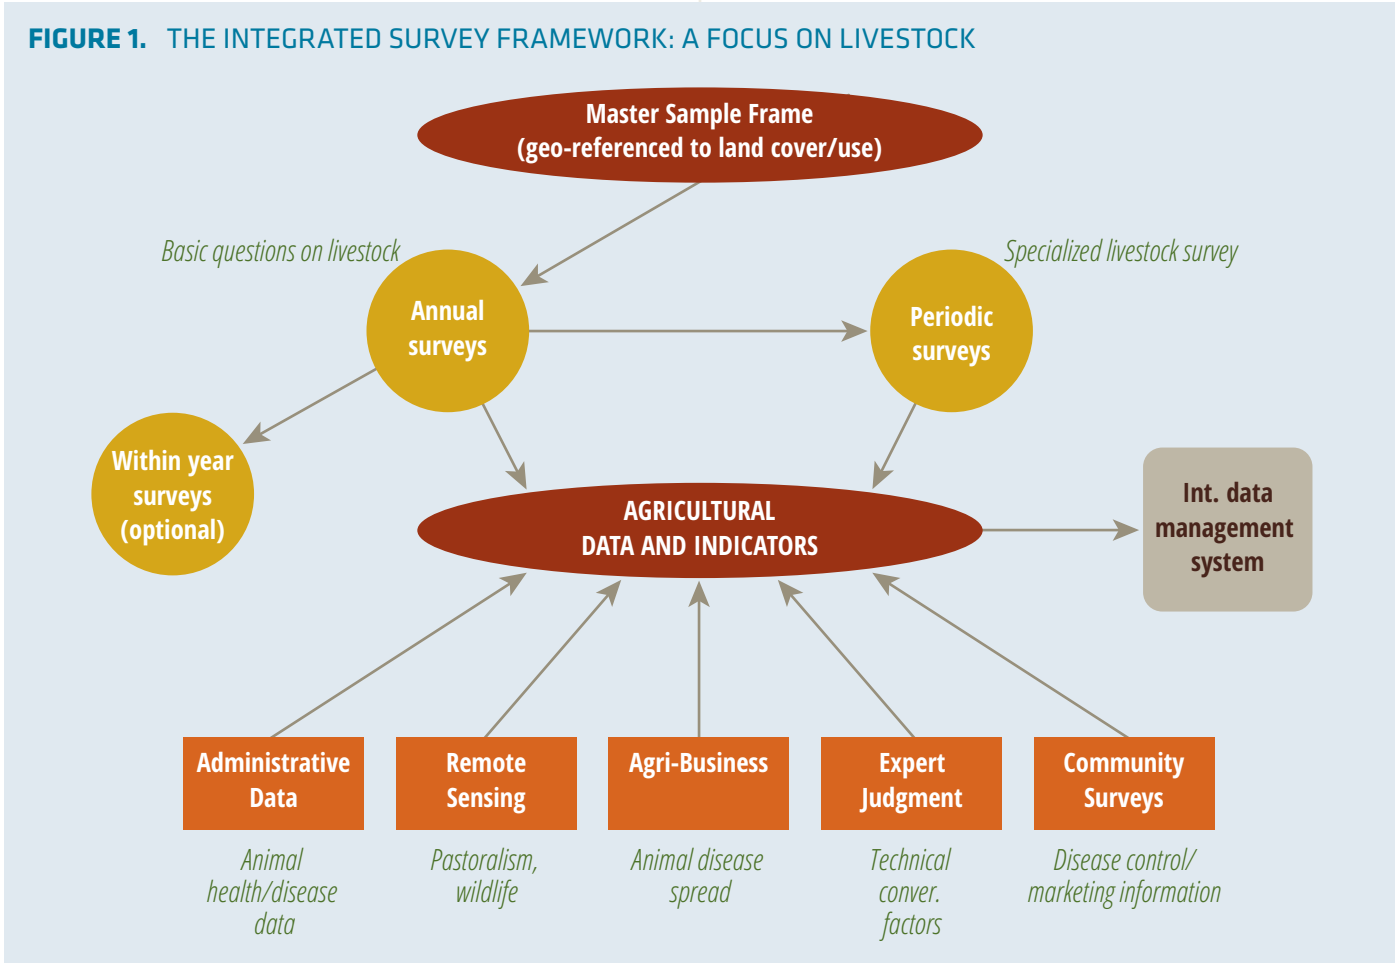 FIGURE 1. THE INTEGRATED SURVEY FRAMEWORK: A FOCUS ON LIVESTOCK
Master Sample Frame
(geo-referenced to land cover/use)
Basic questions on livestock
Specialized livestock survey
Annual
surveys
Periodic
surveys
Within year
surveys
(optional)
AGRICULTURAL
DATA AND INDICATORS
Int. data
management
system
Administrative
Data
Remote
Sensing
Agri-Business
Expert
Judgment
Community
Surveys
Animal
health/disease
data
Pastoralism,
wildlife
Animal disease
spread
Technical
conver.
factors
Disease control/
marketing information